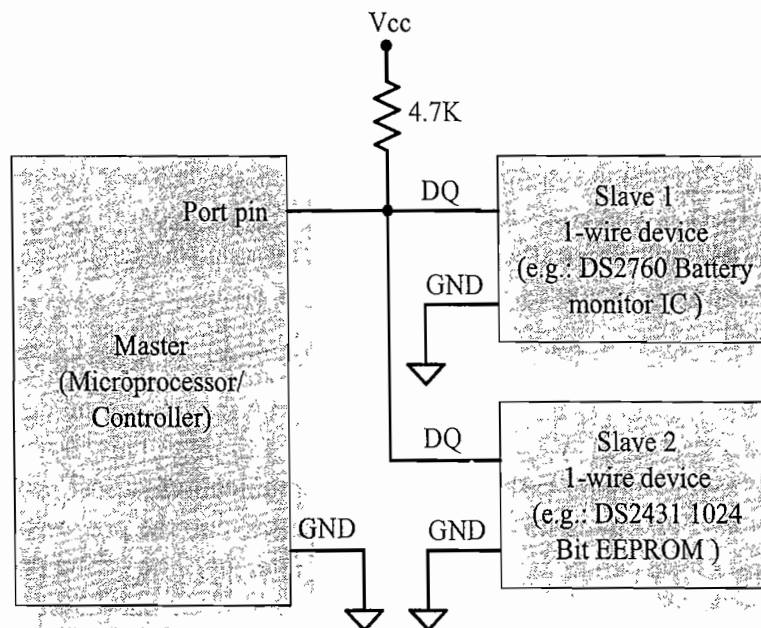 Vcc
4.7K
Port pin
DQ
Slave 1
1-wire device
(e.g.: DS2760 Battery
monitor IC )
GND
Master
(Microprocessor/
Controller)
DQ
Slave 2
1-wire device
(e.g.: DS2431 1024
Bit EEPROM )
GND
GND